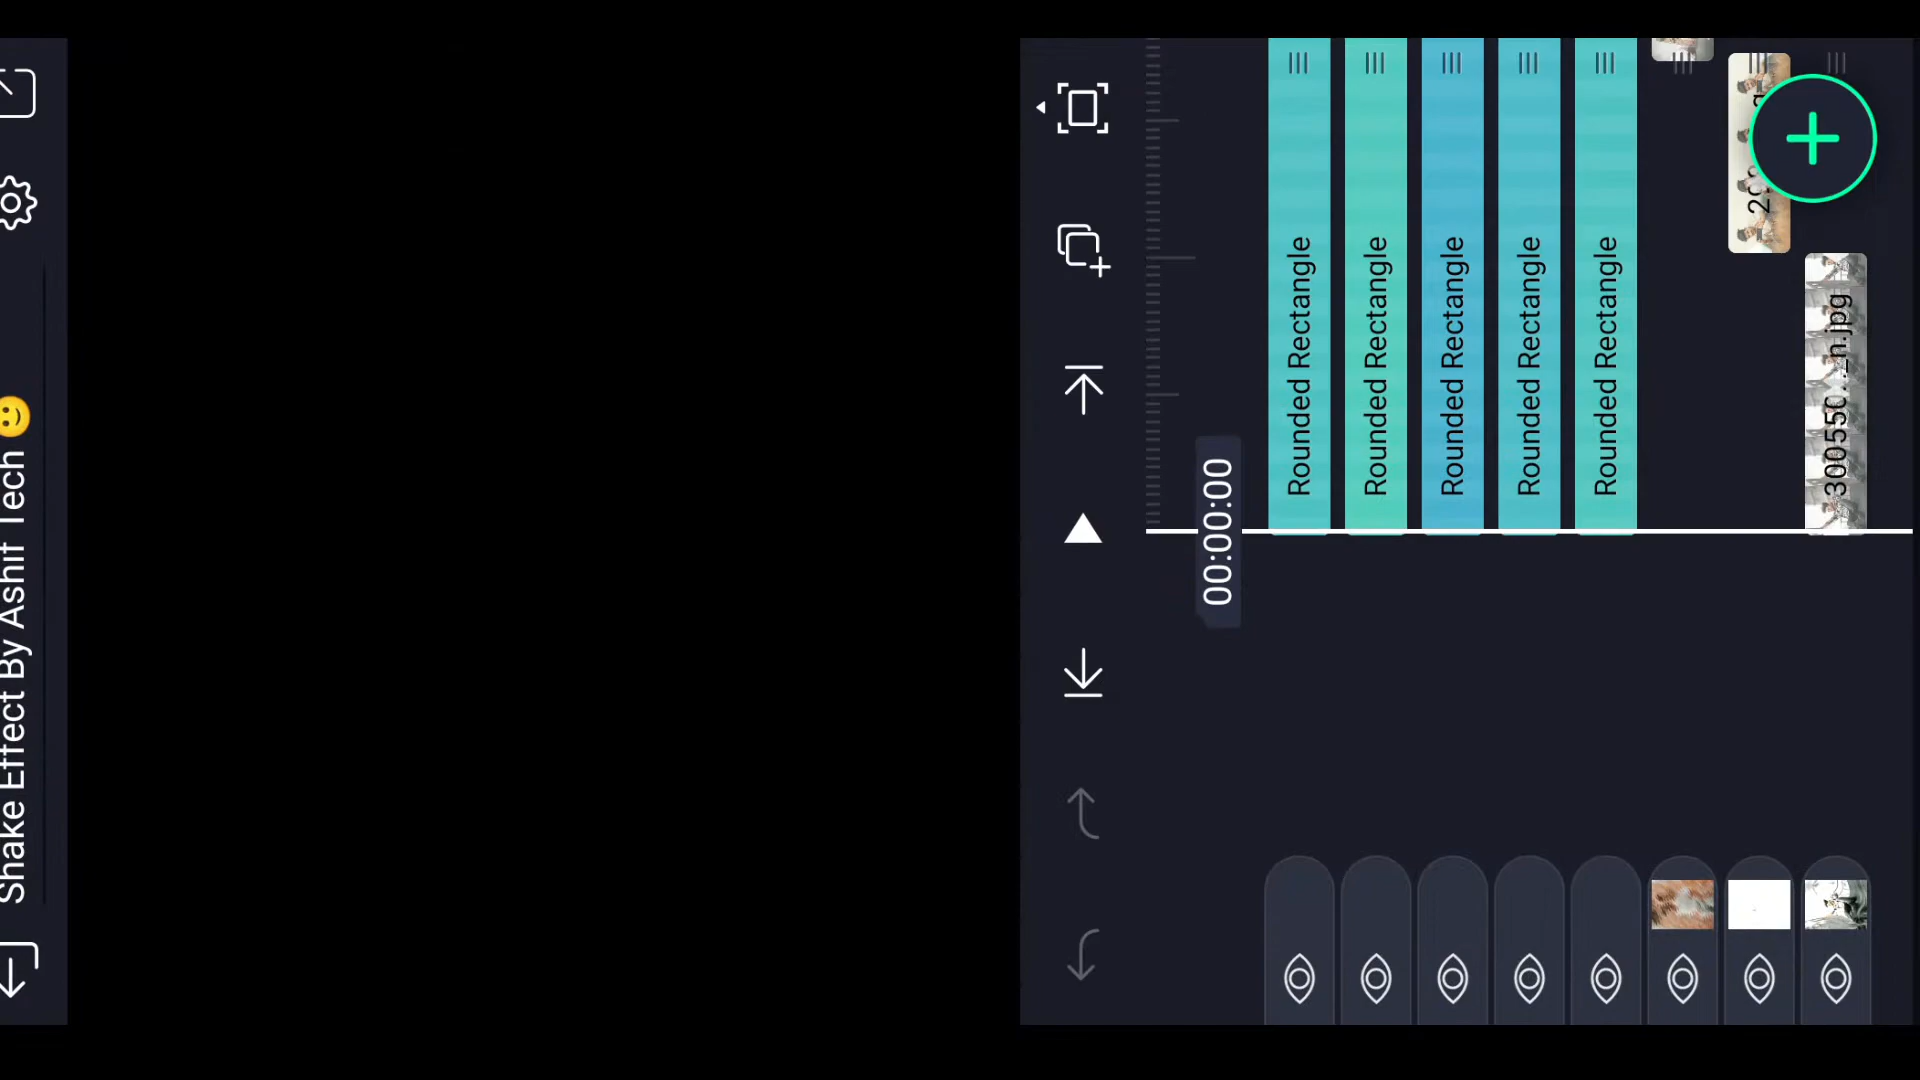 Shake Effect By Ashif Tech 🙂
00:00:00
Rounded Rectangle
Rounded Rectangle
Rounded Rectangle
Rounded Rectangle
Rounded Rectangle
300550..._n.jpg